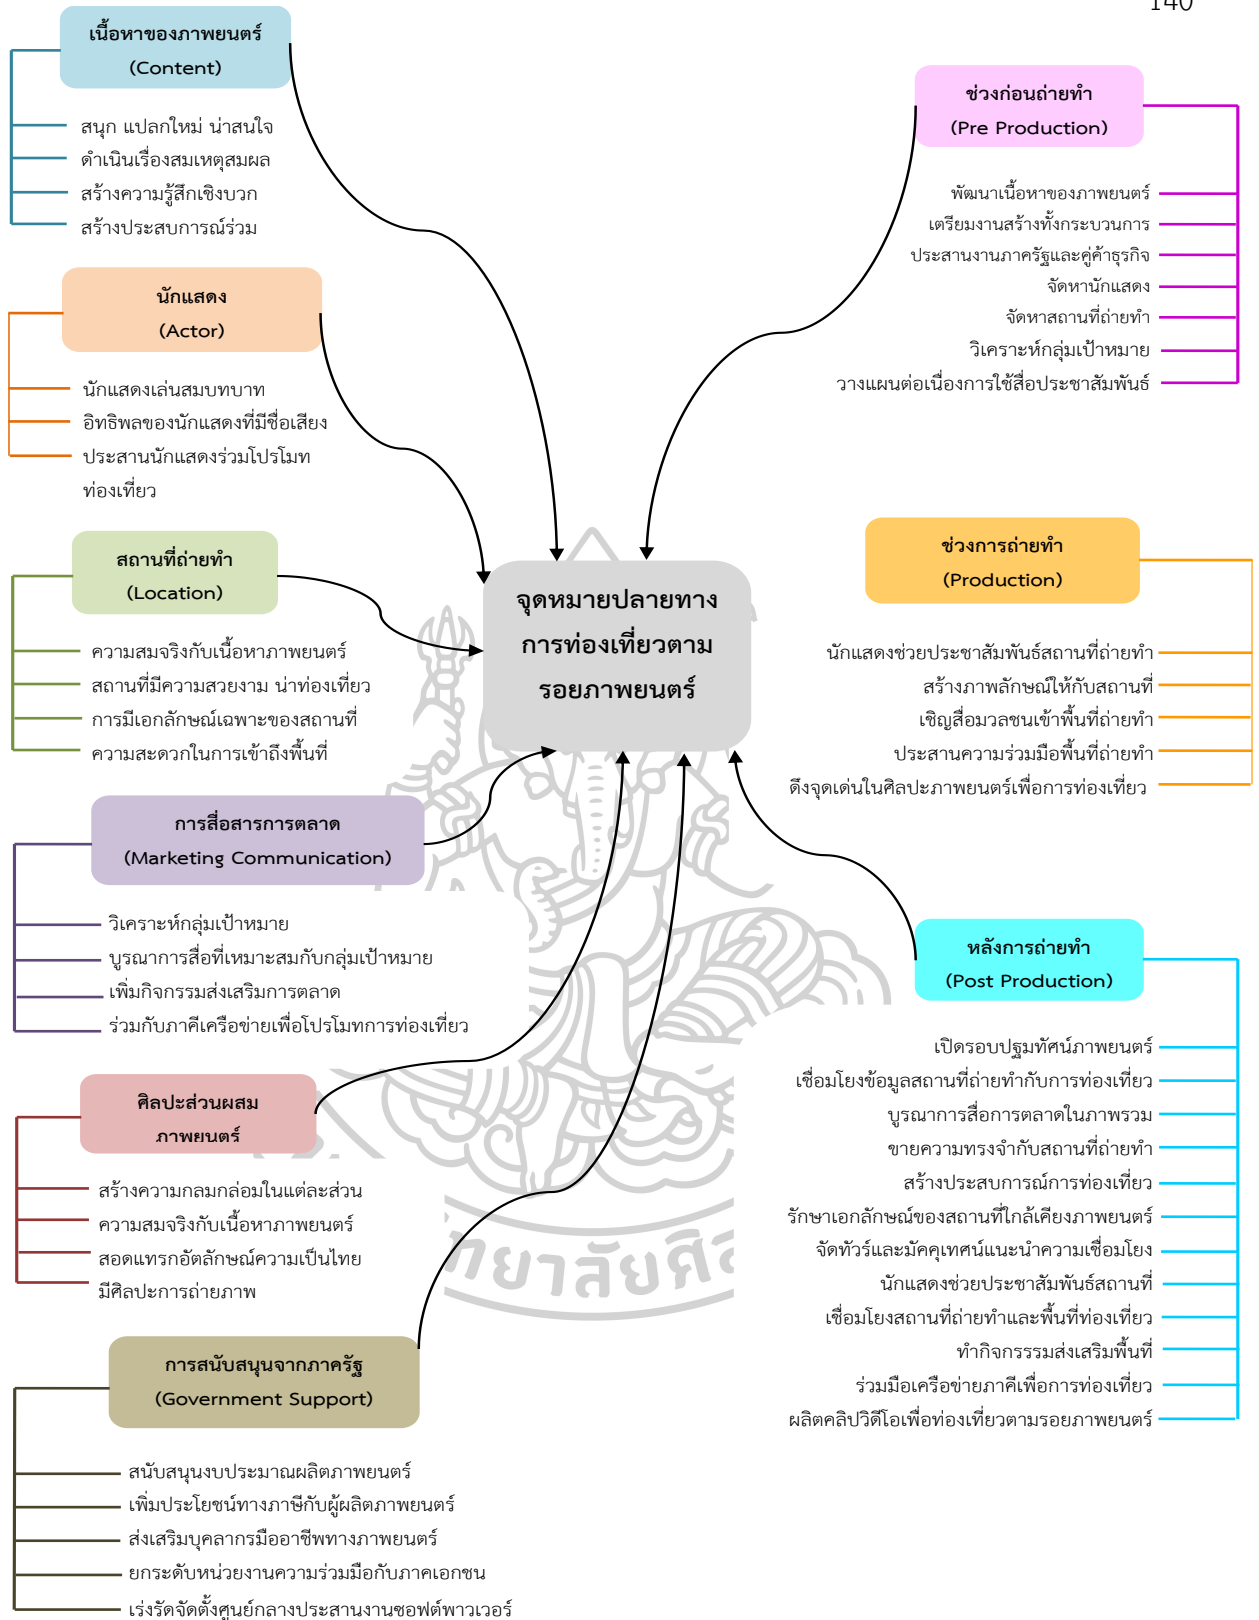 140
เนื้อหาของภาพยนตร์
(Content)
สนุก แปลกใหม่ น่าสนใจ
ดำเนินเรื่องสมเหตุสมผล
สร้างความรู้สึกเชิงบวก
สร้างประสบการณ์ร่วม
นักแสดง
(Actor)
นักแสดงเล่นสมบทบาท
อิทธิพลของนักแสดงที่มีชื่อเสียง
ประสานนักแสดงร่วมโปรโมท
ท่องเที่ยว
สถานที่ถ่ายทำ
(Location)
ความสมจริงกับเนื้อหาภาพยนตร์
สถานที่มีความสวยงาม น่าท่องเที่ยว
การมีเอกลักษณ์เฉพาะของสถานที่
ความสะดวกในการเข้าถึงพื้นที่
การสื่อสารการตลาด
(Marketing Communication)
วิเคราะห์กลุ่มเป้าหมาย
บูรณาการสื่อที่เหมาะสมกับกลุ่มเป้าหมาย
เพิ่มกิจกรรมส่งเสริมการตลาด
ร่วมกับภาคีเครือข่ายเพื่อโปรโมทการท่องเที่ยว
ศิลปะส่วนผสม
ภาพยนตร์
สร้างความกลมกล่อมในแต่ละส่วน
ความสมจริงกับเนื้อหาภาพยนตร์
สอดแทรกอัตลักษณ์ความเป็นไทย
มีศิลปะการถ่ายภาพ
การสนับสนุนจากภาครัฐ
(Government Support)
สนับสนุนงบประมาณผลิตภาพยนตร์
เพิ่มประโยชน์ทางภาษีกับผู้ผลิตภาพยนตร์
ส่งเสริมบุคลากรมืออาชีพทางภาพยนตร์
ยกระดับหน่วยงานความร่วมมือกับภาคเอกชน
เร่งรัดจัดตั้งศูนย์กลางประสานงานซอฟต์พาวเวอร์
จุดหมายปลายทาง
การท่องเที่ยวตาม
รอยภาพยนตร์
ทยาลัยศิล
ช่วงก่อนถ่ายทำ
(Pre Production)
พัฒนาเนื้อหาของภาพยนตร์
เตรียมงานสร้างทั้งกระบวนการ
ประสานงานภาครัฐและคู่ค้าธุรกิจ
จัดหานักแสดง
จัดหาสถานที่ถ่ายทำ
วิเคราะห์กลุ่มเป้าหมาย
วางแผนต่อเนื่องการใช้สื่อประชาสัมพันธ์
ช่วงการถ่ายทำ
(Production)
นักแสดงช่วยประชาสัมพันธ์สถานที่ถ่ายทำ
สร้างภาพลักษณ์ให้กับสถานที่
เชิญสื่อมวลชนเข้าพื้นที่ถ่ายทำ
ประสานความร่วมมือพื้นที่ถ่ายทำ
ดึงจุดเด่นในศิลปะภาพยนตร์เพื่อการท่องเที่ยว
หลังการถ่ายทำ
(Post Production)
เปิดรอบปฐมทัศน์ภาพยนตร์
เชื่อมโยงข้อมูลสถานที่ถ่ายทำกับการท่องเที่ยว
บูรณาการสื่อการตลาดในภาพรวม
ขายความทรงจำกับสถานที่ถ่ายทำ
สร้างประสบการณ์การท่องเที่ยว
รักษาเอกลักษณ์ของสถานที่ใกล้เคียงภาพยนตร์
จัดทัวร์และมัคคุเทศน์แนะนำความเชื่อมโยง
นักแสดงช่วยประชาสัมพันธ์สถานที่
เชื่อมโยงสถานที่ถ่ายทำและพื้นที่ท่องเที่ยว
ทำกิจกรรรมส่งเสริมพื้นที่
ร่วมมือเครือข่ายภาคีเพื่อการท่องเที่ยว
ผลิตคลิปวิดีโอเพื่อท่องเที่ยวตามรอยภาพยนตร์